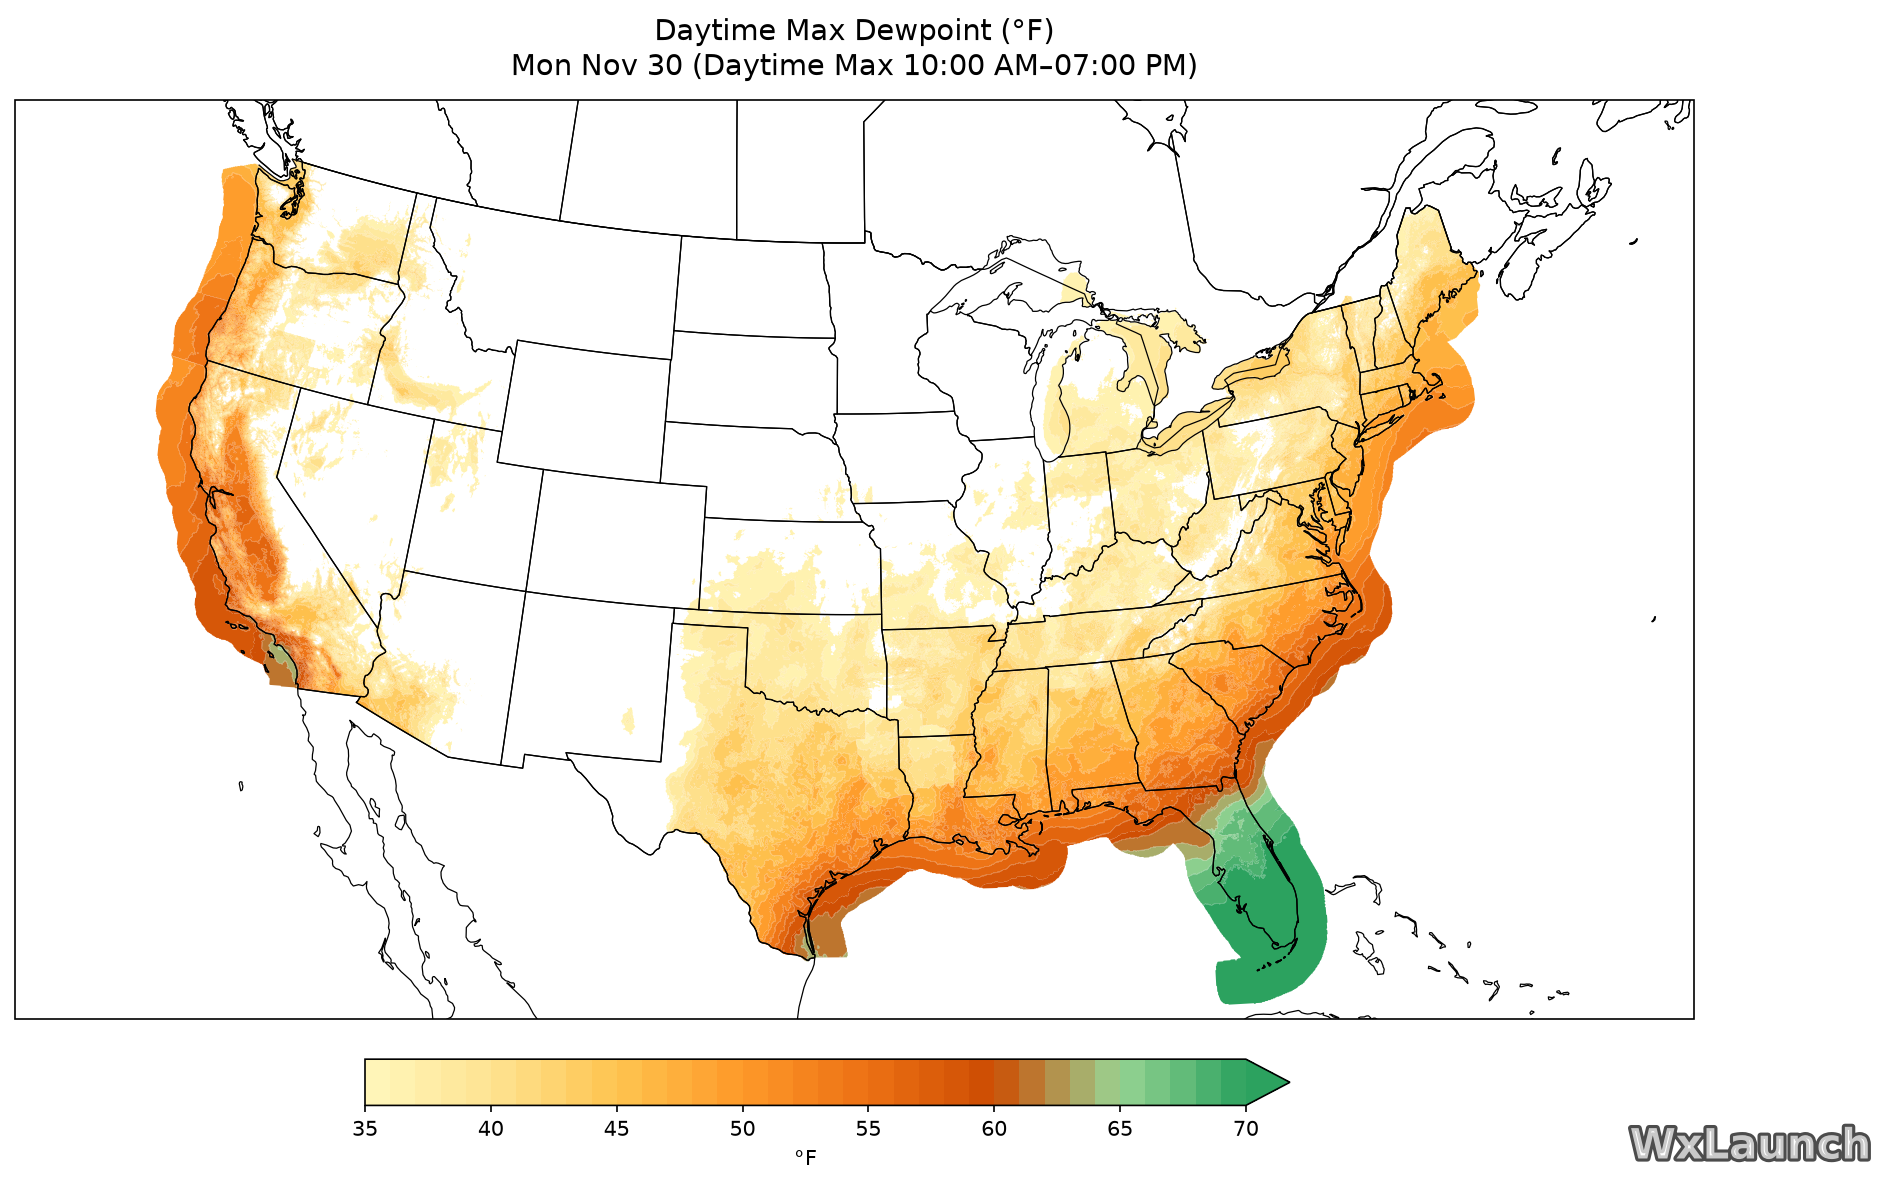 Daytime Max Dewpoint (°F)
Mon Nov 30 (Daytime Max 10:00 AM–07:00 PM)
35 40 45 50 55 60 65 70
°F
WxLaunch